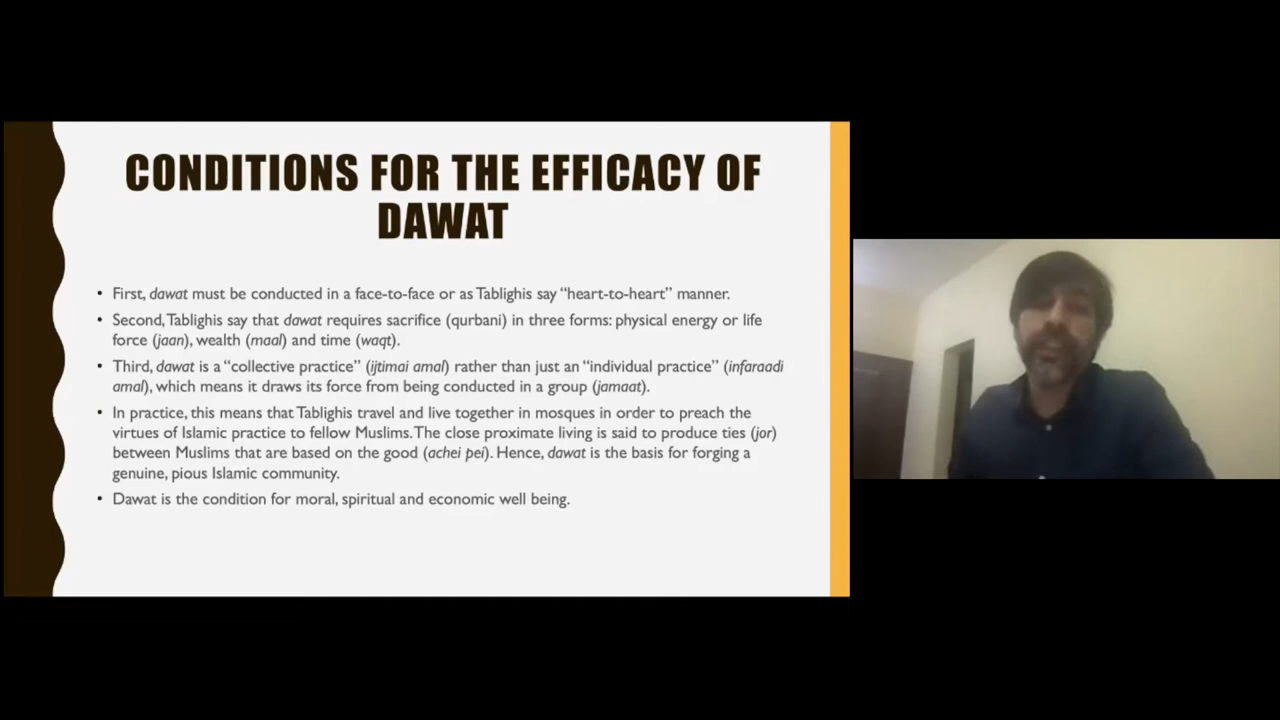 CONDITIONS FOR THE EFFICACY OF
DAWAT
• First, dawat must be conducted in a face-to-face or as Tablighis say “heart-to-heart” manner.
• Second, Tablighis say that dawat requires sacrifice (qurbani) in three forms: physical energy or life
force (jaan), wealth (maal) and time (waqt).
• Third, dawat is a “collective practice” (ijtimai amal) rather than just an “individual practice” (infaraadi
amal), which means it draws its force from being conducted in a group (jamaat).
• In practice, this means that Tablighis travel and live together in mosques in order to preach the
virtues of Islamic practice to fellow Muslims. The close proximate living is said to produce ties (jor)
between Muslims that are based on the good (achei pei). Hence, dawat is the basis for forging a
genuine, pious Islamic community.
• Dawat is the condition for moral, spiritual and economic well being.